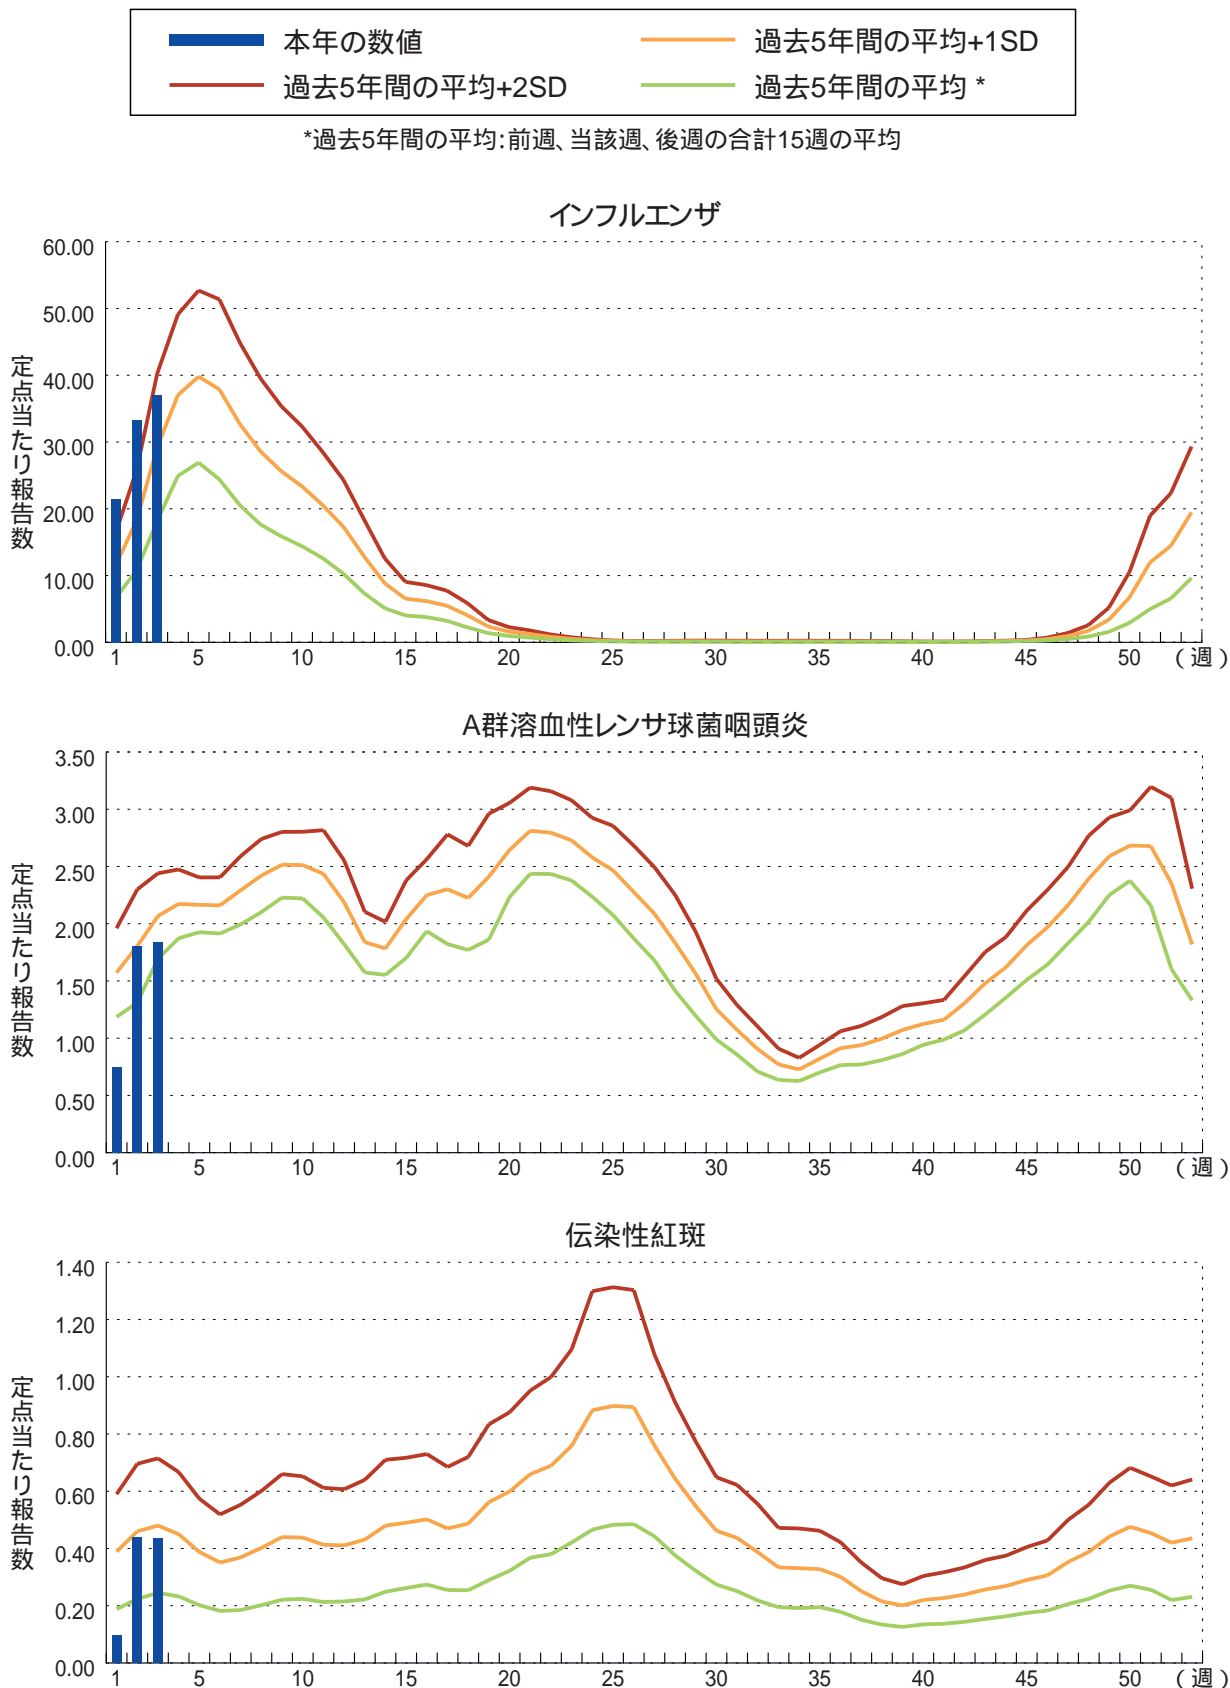 本年の数値
過去5年間の平均+1SD
過去5年間の平均+2SD
過去5年間の平均 *
*過去5年間の平均:前週、当該週、後週の合計15週の平均
インフルエンザ
定点当たり報告数
60.00
50.00
40.00
30.00
20.00
10.00
0.00
1 5 10 15 20 25 30 35 40 45 50 (週)
A群溶血性レンサ球菌咽頭炎
定点当たり報告数
3.50
3.00
2.50
2.00
1.50
1.00
0.50
0.00
1 5 10 15 20 25 30 35 40 45 50 (週)
伝染性紅斑
定点当たり報告数
1.40
1.20
1.00
0.80
0.60
0.40
0.20
0.00
1 5 10 15 20 25 30 35 40 45 50 (週)